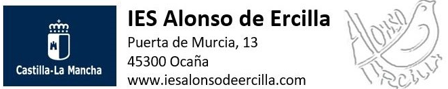 Castilla-La Mancha
IES Alonso de Ercilla
Puerta de Murcia, 13
45300 Ocaña
www.iesalonsodeercilla.com
Alonso
ERCILLA